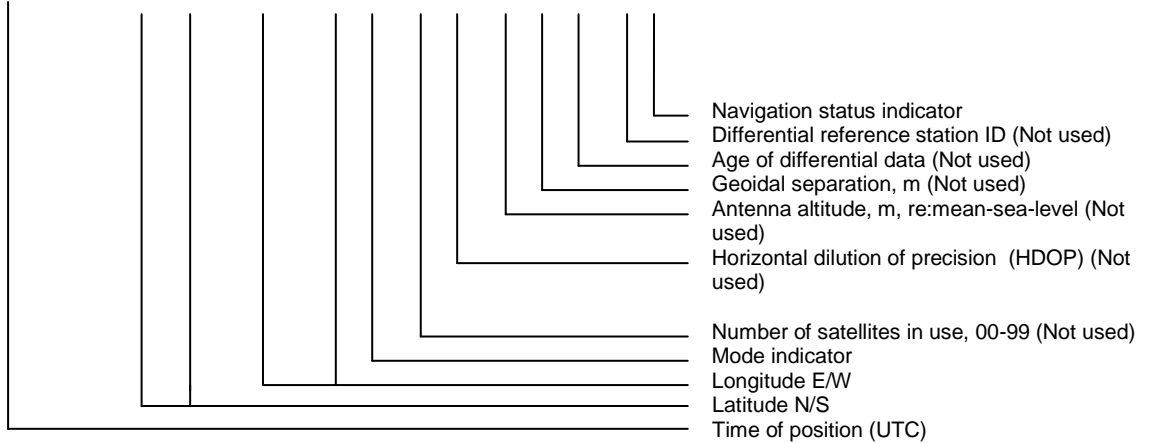 Navigation status indicator
Differential reference station ID (Not used)
Age of differential data (Not used)
Geoidal separation, m (Not used)
Antenna altitude, m, re:mean-sea-level (Not
used)
Horizontal dilution of precision (HDOP) (Not
used)
Number of satellites in use, 00-99 (Not used)
Mode indicator
Longitude E/W
Latitude N/S
Time of position (UTC)